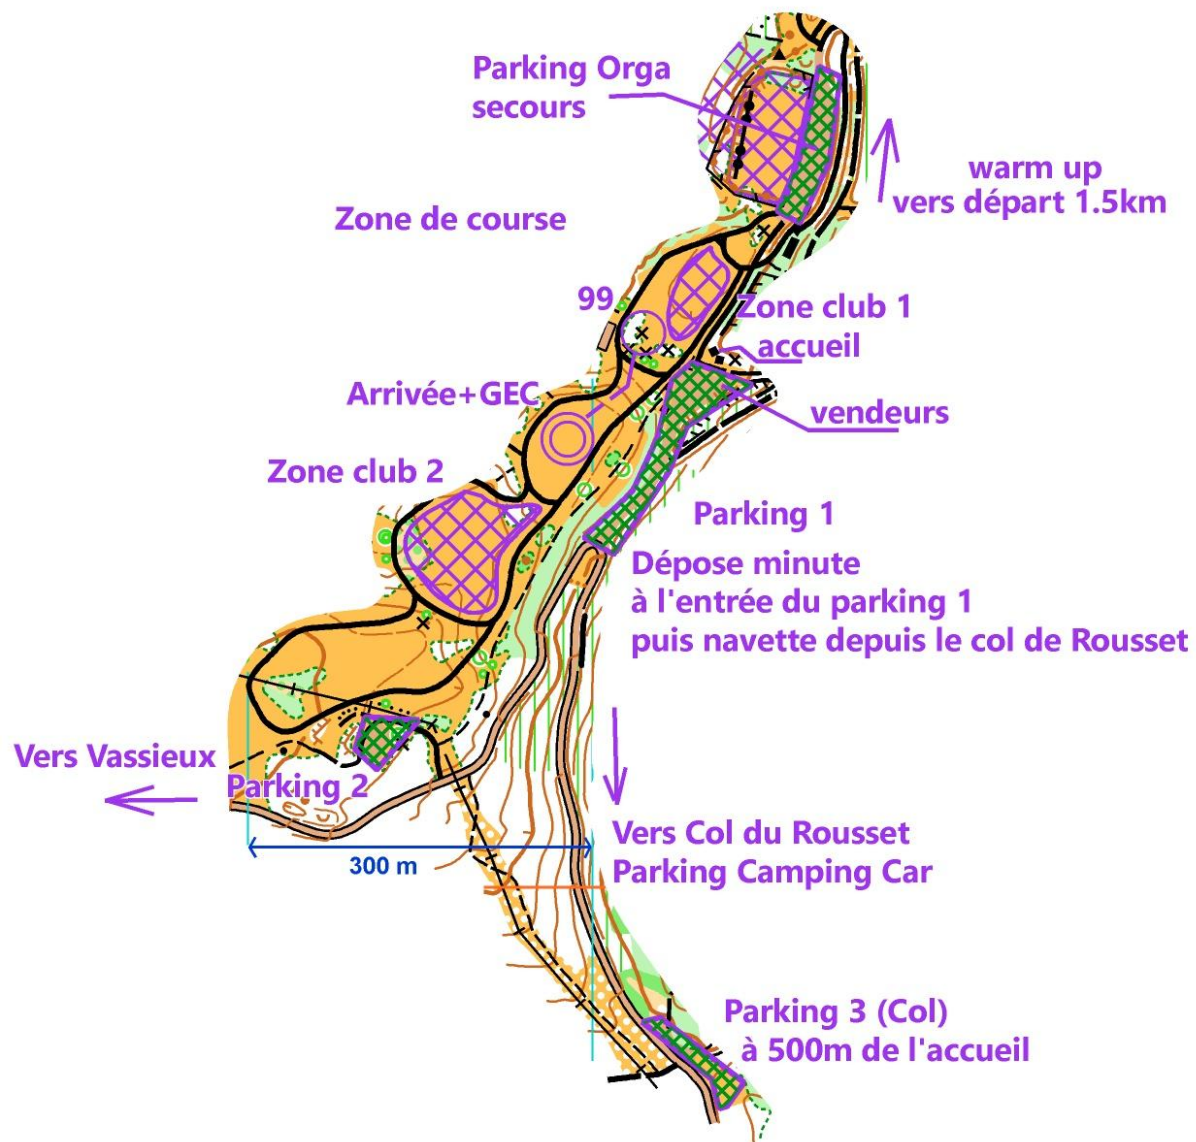 Parking Orga
secours
warm up
vers départ 1.5km
Zone de course
99
Zone club 1
accueil
Arrivée+GEC
vendeurs
Zone club 2
Parking 1
Dépose minute
à l'entrée du parking 1
puis navette depuis le col de Rousset
Vers Vassieux
Parking 2
Vers Col du Rousset
300 m
Parking Camping Car
Parking 3 (Col)
à 500m de l'accueil